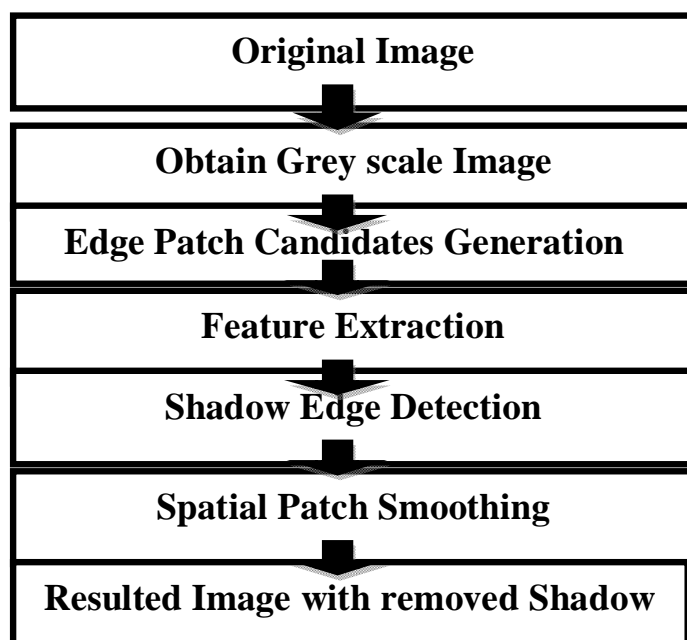 Original Image
Obtain Grey scale Image
Edge Patch Candidates Generation
Feature Extraction
Shadow Edge Detection
Spatial Patch Smoothing
Resulted Image with removed Shadow